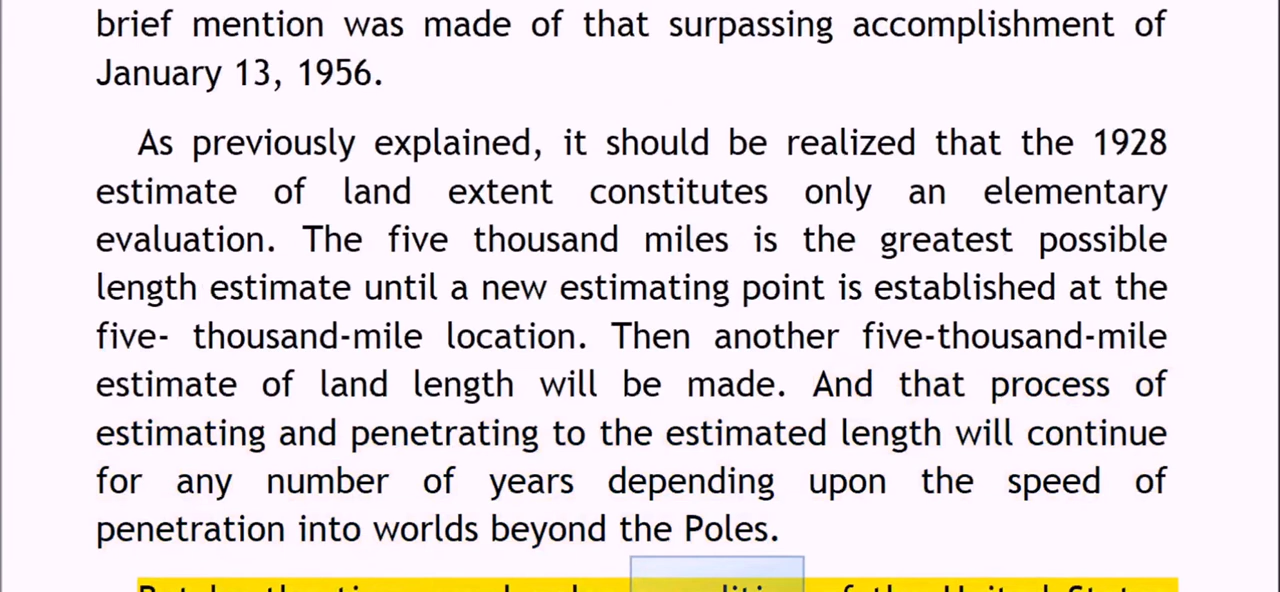 brief mention was made of that surpassing accomplishment of
January 13, 1956.
As previously explained, it should be realized that the 1928
estimate of land extent constitutes only an elementary
evaluation. The five thousand miles is the greatest possible
length estimate until a new estimating point is established at the
five- thousand-mile location. Then another five-thousand-mile
estimate of land length will be made. And that process of
estimating and penetrating to the estimated length will continue
for any number of years depending upon the speed of
penetration into worlds beyond the Poles.
of the United States